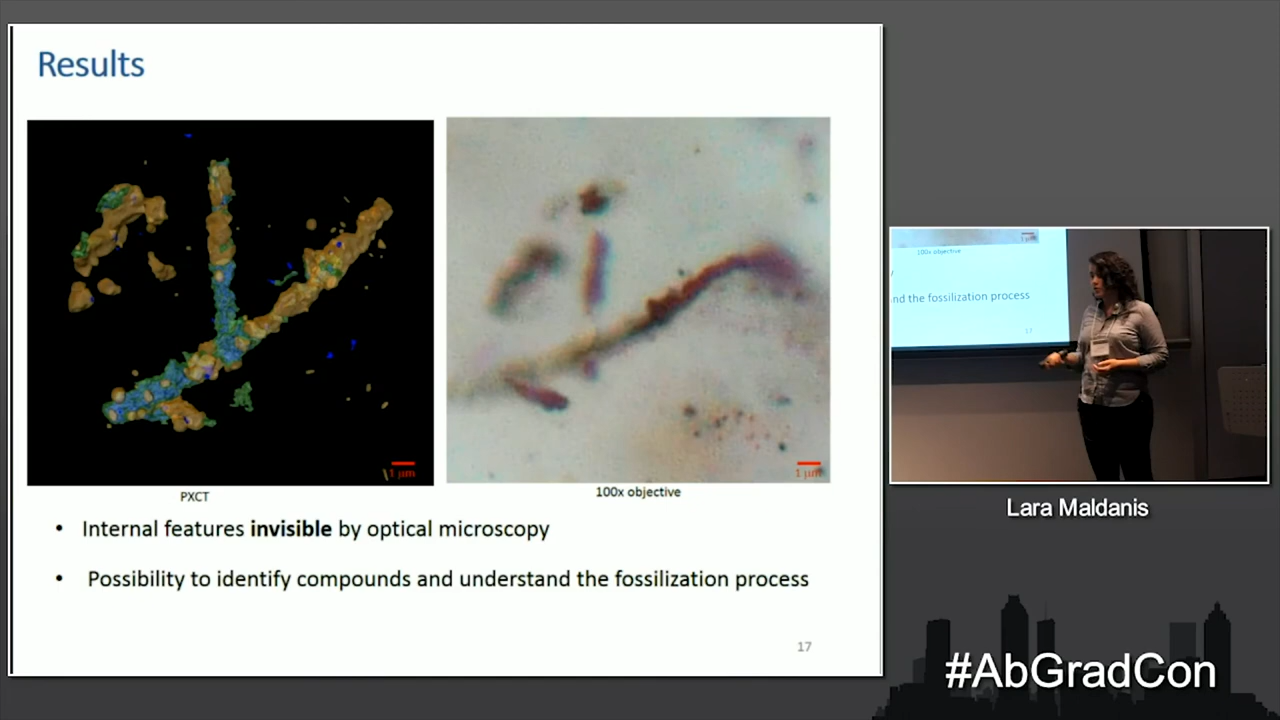 Results
1 μm
1 μm
PXCT
100x objective
• Internal features invisible by optical microscopy
• Possibility to identify compounds and understand the fossilization process
17
100x objective
nd the fossilization process
17
Lara Maldanis
#AbGradCon